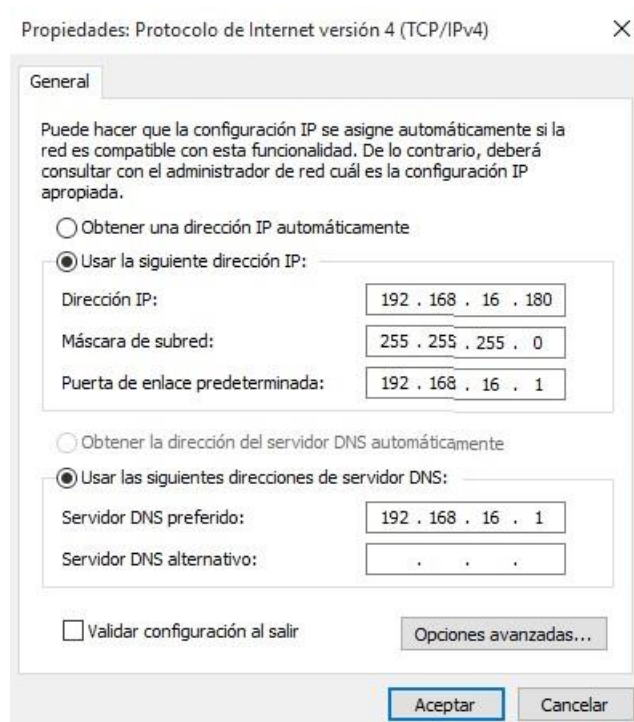 Propiedades: Protocolo de Internet versión 4 (TCP/IPv4)
General
Puede hacer que la configuración IP se asigne automáticamente si la
red es compatible con esta funcionalidad. De lo contrario, deberá
consultar con el administrador de red cuál es la configuración IP
apropiada.
Obtener una dirección IP automáticamente
Usar la siguiente dirección IP:
Dirección IP: 192 . 168 . 16 . 180
Máscara de subred: 255 . 255 . 255 . 0
Puerta de enlace predeterminada: 192 . 168 . 16 . 1
Obtener la dirección del servidor DNS automáticamente
Usar las siguientes direcciones de servidor DNS:
Servidor DNS preferido: 192 . 168 . 16 . 1
Servidor DNS alternativo: . . .
Validar configuración al salir
Opciones avanzadas...
Aceptar Cancelar